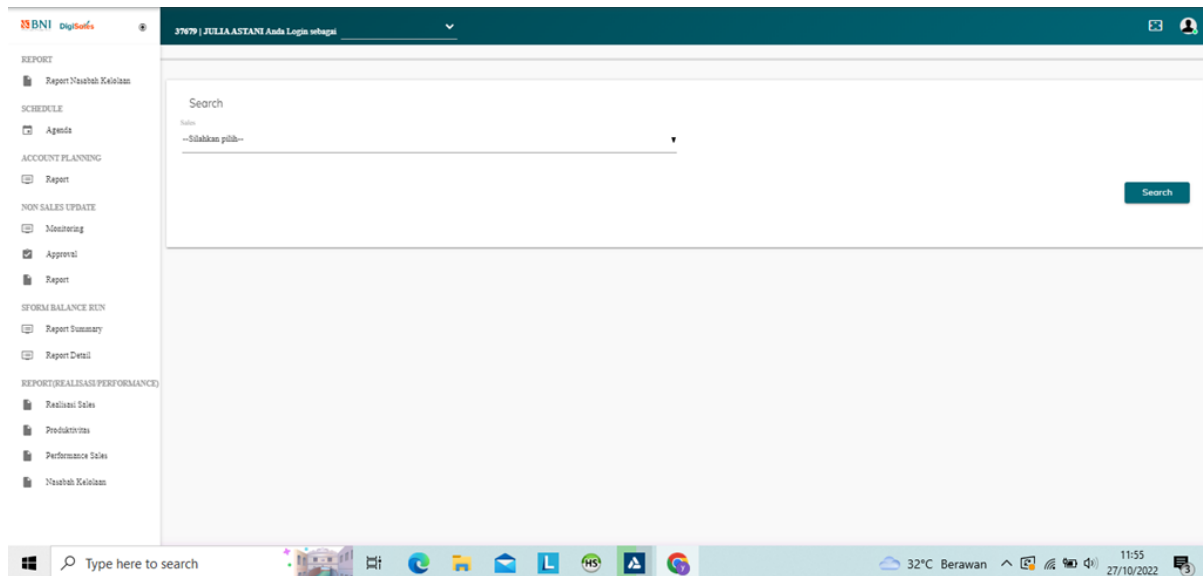 BNI DigiSales
37679 | JULIA ASTANI Anda Login sebagai
REPORT
Report Nasabah Kelolaan
SCHEDULE
Agenda
ACCOUNT PLANNING
Report
NON SALES UPDATE
Monitoring
Approval
Report
SFORM BALANCE RUN
Report Summary
Report Detail
REPORT(REALISASI/PERFORMANCE)
Realisasi Sales
Produktivitas
Performance Sales
Nasabah Kelolaan
Search
Sales
--Silahkan pilih--
Search
Type here to search
L
HS
32°C Berawan
11:55
27/10/2022
3